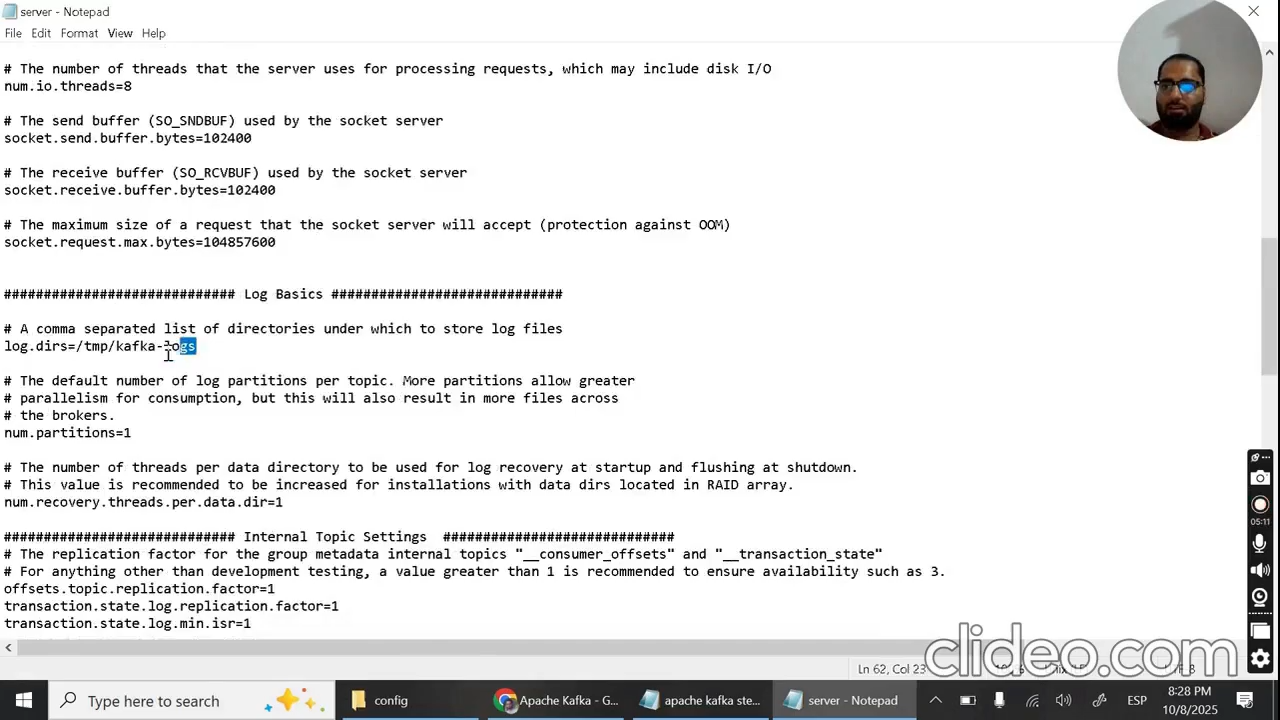 server - Notepad
File Edit Format View Help
# The number of threads that the server uses for processing requests, which may include disk I/O
num.io.threads=8
# The send buffer (SO_SNDBUF) used by the socket server
socket.send.buffer.bytes=102400
# The receive buffer (SO_RCVBUF) used by the socket server
socket.receive.buffer.bytes=102400
# The maximum size of a request that the socket server will accept (protection against OOM)
socket.request.max.bytes=104857600
############################# Log Basics #############################
# A comma separated list of directories under which to store log files
log.dirs=/tmp/kafka-logs
# The default number of log partitions per topic. More partitions allow greater
# parallelism for consumption, but this will also result in more files across
# the brokers.
num.partitions=1
# The number of threads per data directory to be used for log recovery at startup and flushing at shutdown.
# This value is recommended to be increased for installations with data dirs located in RAID array.
num.recovery.threads.per.data.dir=1
############################# Internal Topic Settings  #############################
# The replication factor for the group metadata internal topics "__consumer_offsets" and "__transaction_state"
# For anything other than development testing, a value greater than 1 is recommended to ensure availability such as 3.
offsets.topic.replication.factor=1
transaction.state.log.replication.factor=1
transaction.state.log.min.isr=1
05:11
clideo.com
Ln 62, Col 23
Type here to search
config
Apache Kafka - G...
apache kafka ste...
server - Notepad
ESP
8:28 PM
10/8/2025